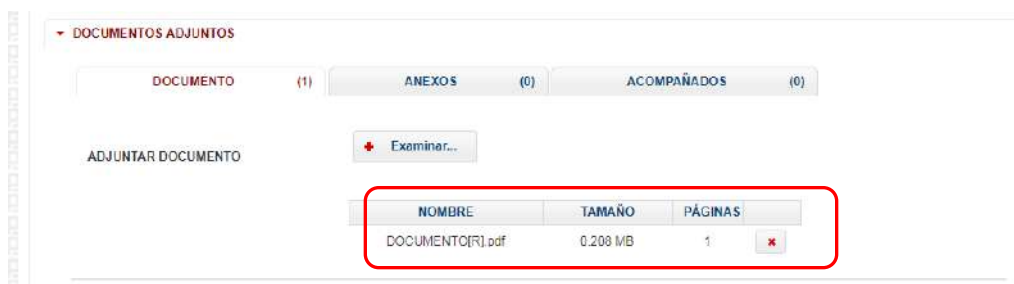 DOCUMENTOS ADJUNTOS
DOCUMENTO (1) ANEXOS (0) ACOMPAÑADOS (0)
Examinar...
ADJUNTAR DOCUMENTO
NOMBRE TAMAÑO PÁGINAS
DOCUMENTO[R].pdf 0.208 MB 1